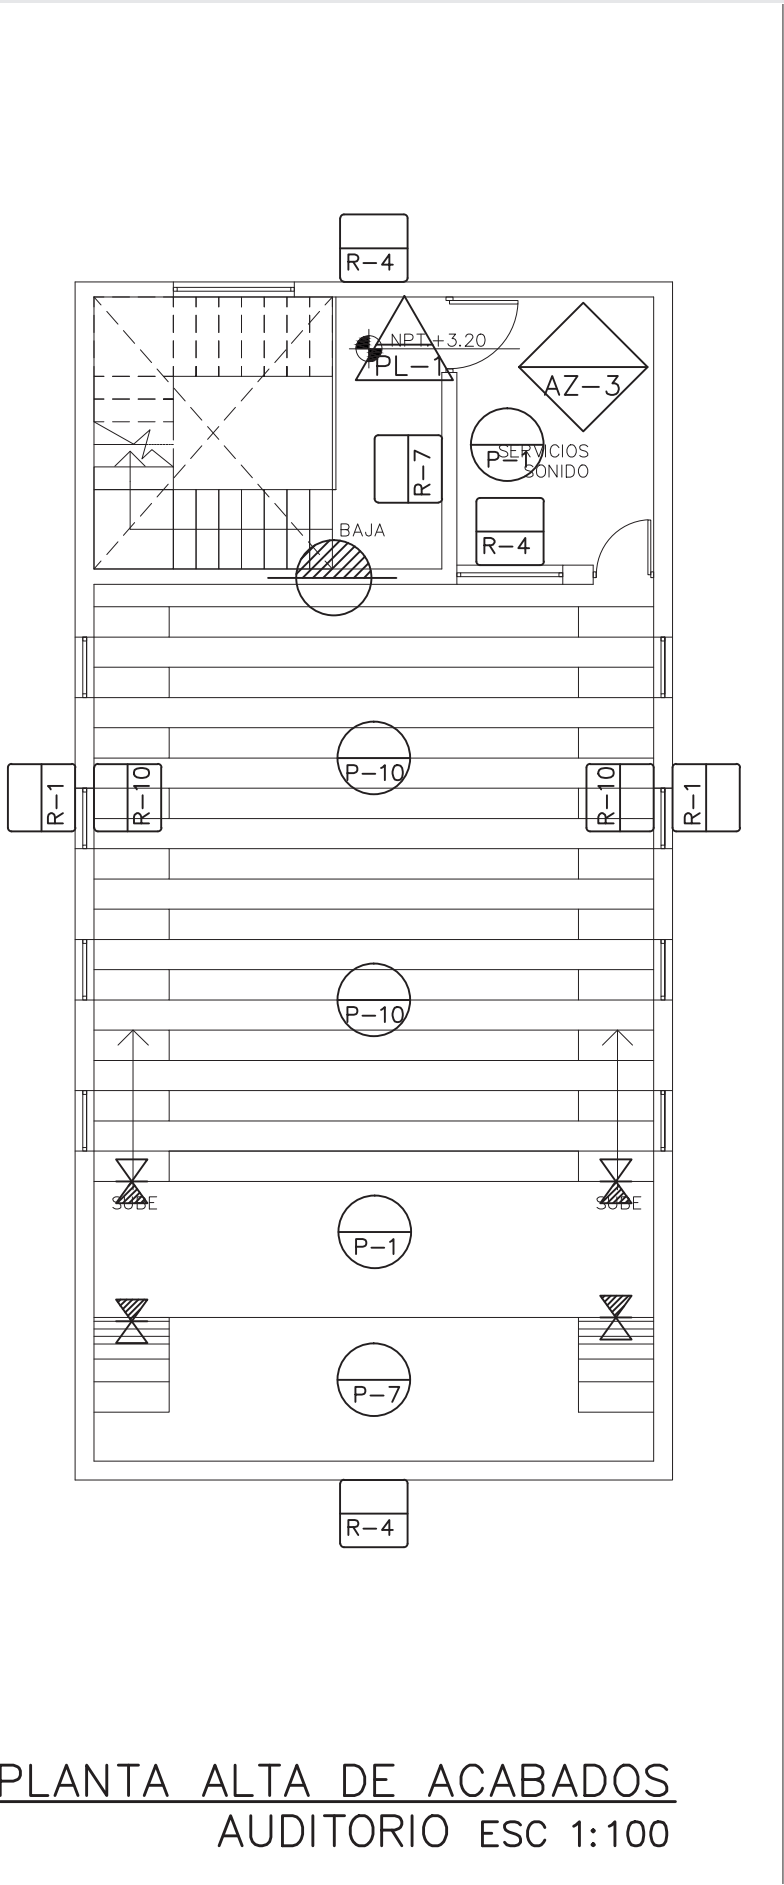 R-4
NPT.+3.20
PL-1
AZ-3
R-7
P-1
SERVICIOS
SONIDO
R-4
BAJA
P-10
R-1
R-10
R-10
R-1
P-10
SUBE
SUBE
P-1
P-7
R-4
PLANTA ALTA DE ACABADOS
AUDITORIO ESC 1:100